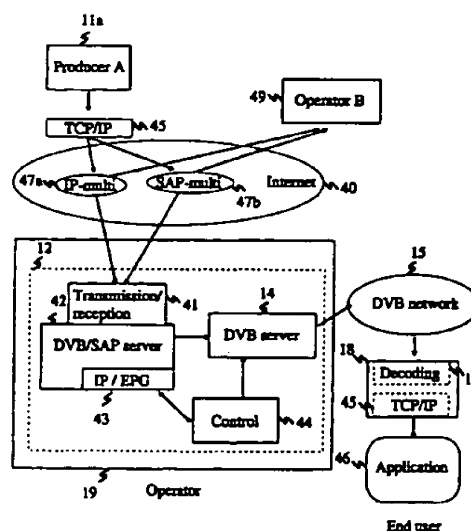 11a
Producer A
TCP/IP
45
49
Operator B
47a
IP-multi
SAP-multi
47b
Internet
40
12
42
Transmission/
reception
41
14
15
DVB/SAP server
DVB server
DVB network
IP / EPG
43
Control
44
18
Decoding
45
TCP/IP
46
Application
19
Operator
End user